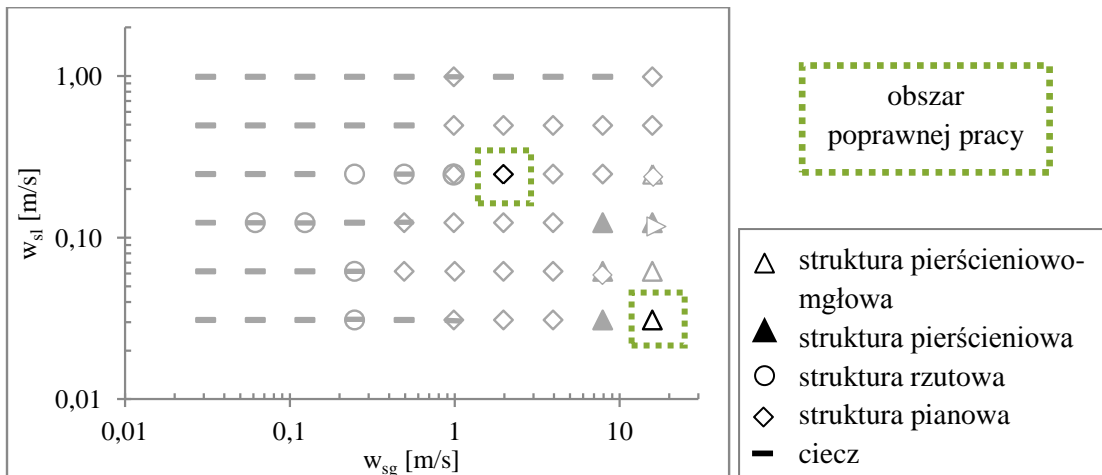 1,00
0,10
0,01
w_sl [m/s]
0,01
0,1
1
10
w_sg [m/s]
obszar
poprawnej pracy
struktura pierścieniowo-
mgłowa
struktura pierścieniowa
struktura rzutowa
struktura pianowa
ciecz